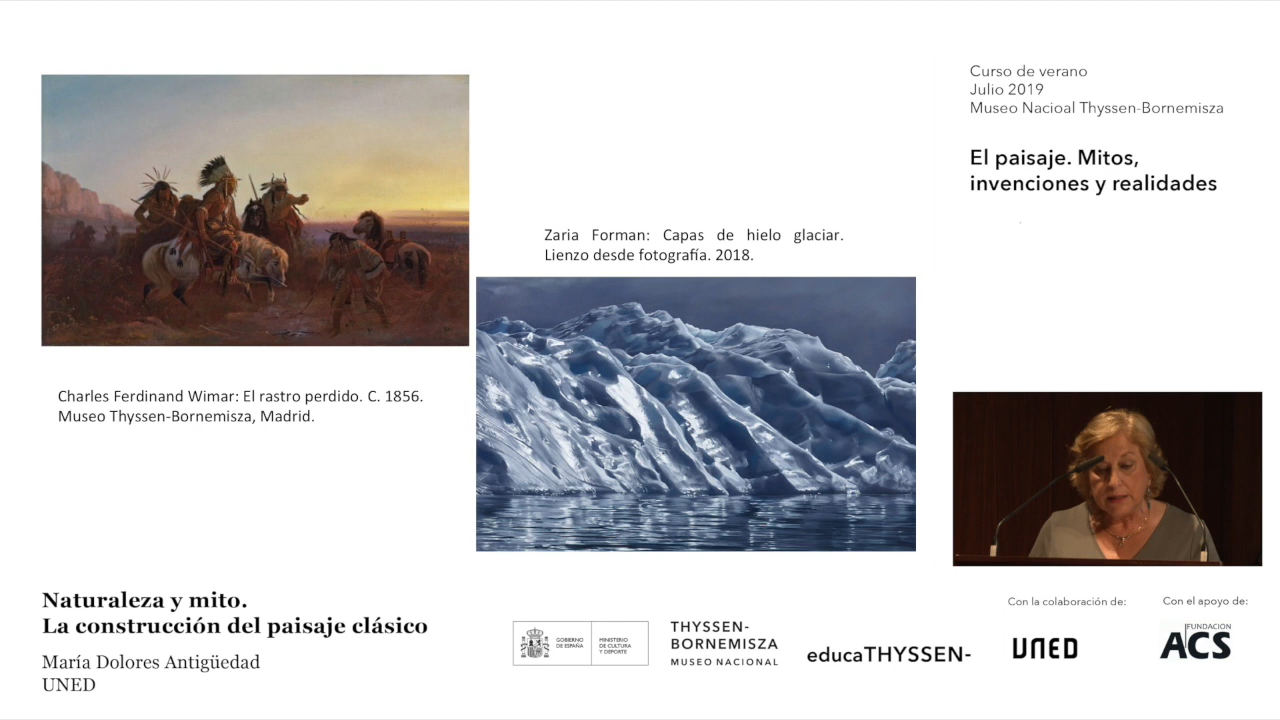 Curso de verano
Julio 2019
Museo Nacioal Thyssen-Bornemisza
El paisaje. Mitos,
invenciones y realidades
Zaria Forman: Capas de hielo glaciar.
Lienzo desde fotografía. 2018.
Charles Ferdinand Wimar: El rastro perdido. C. 1856.
Museo Thyssen-Bornemisza, Madrid.
Naturaleza y mito.
La construcción del paisaje clásico
María Dolores Antigüedad
UNED
GOBIERNO
DE ESPAÑA
MINISTERIO
DE CULTURA
Y DEPORTE
THYSSEN-
BORNEMISZA
MUSEO NACIONAL
educaTHYSSEN-
Con la colaboración de:
UNED
Con el apoyo de:
FUNDACION
ACS